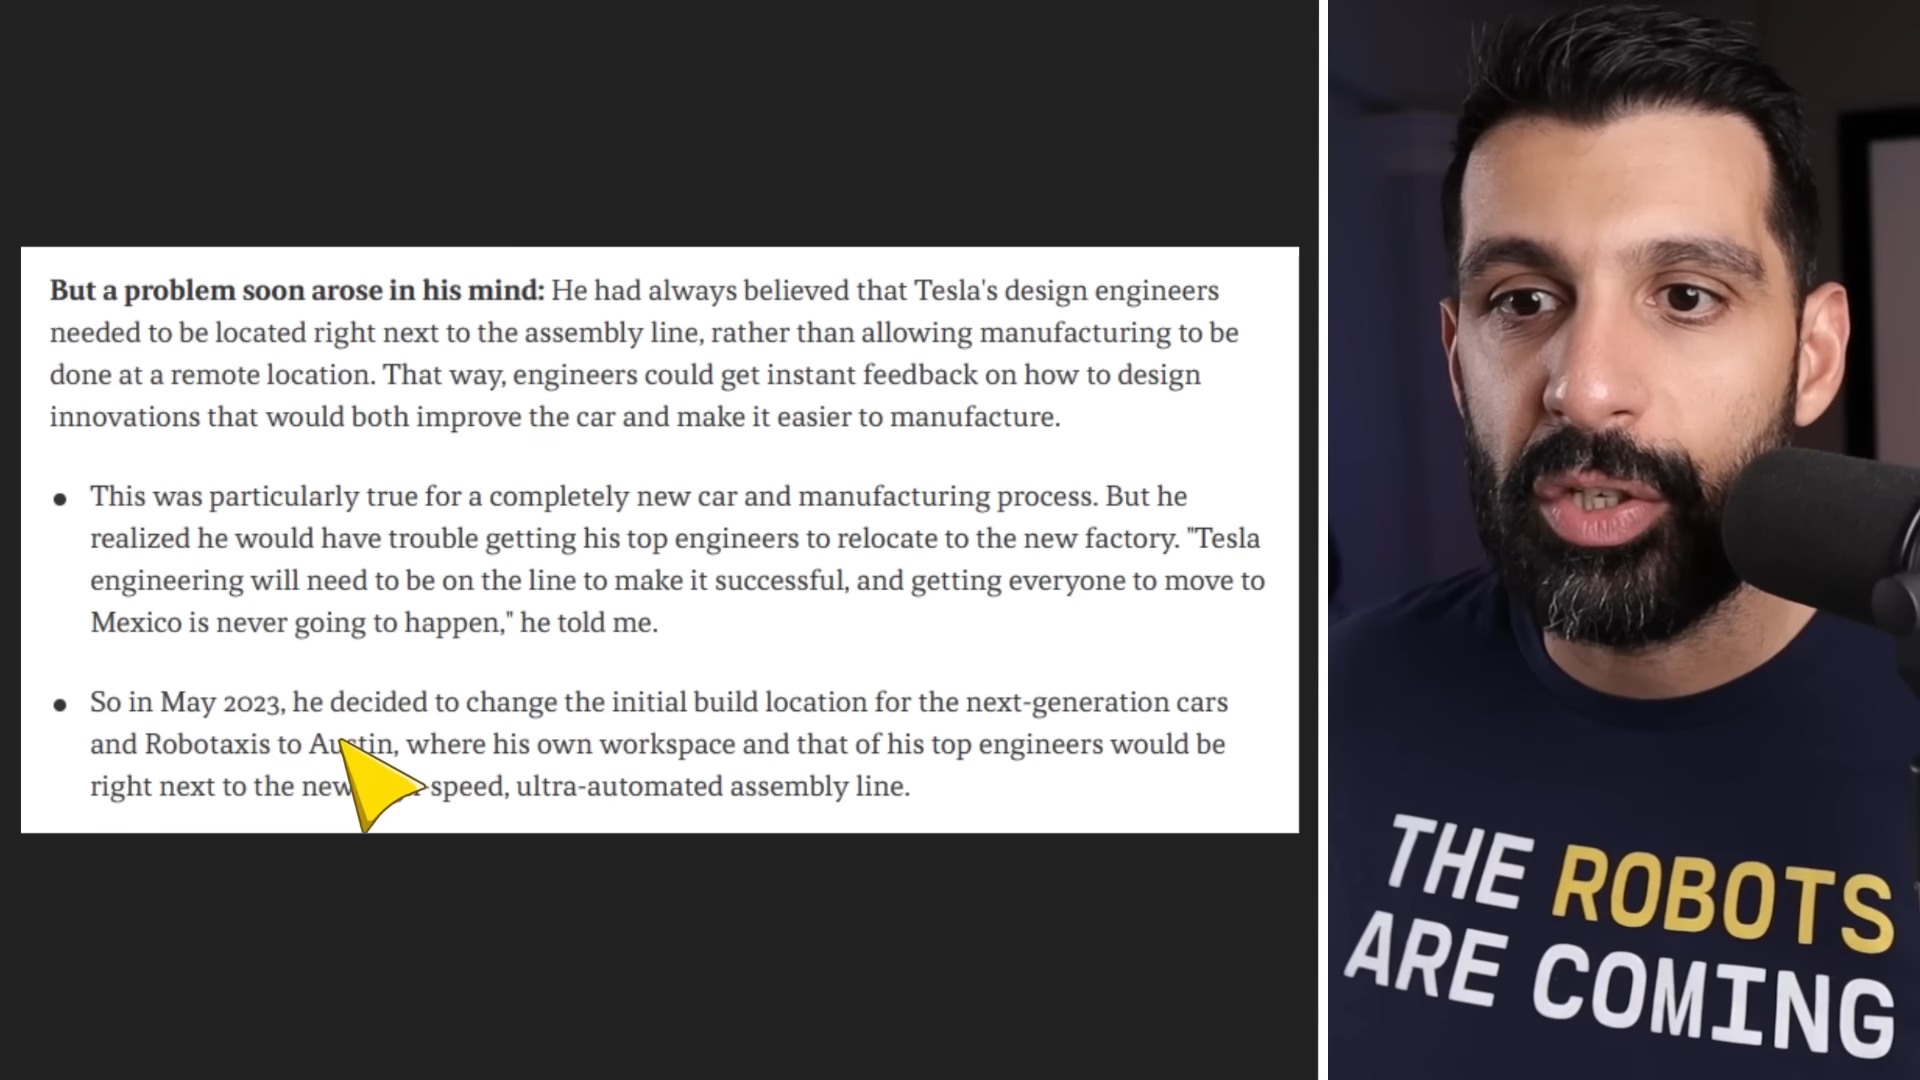 But a problem soon arose in his mind: He had always believed that Tesla's design engineers
needed to be located right next to the assembly line, rather than allowing manufacturing to be
done at a remote location. That way, engineers could get instant feedback on how to design
innovations that would both improve the car and make it easier to manufacture.
• This was particularly true for a completely new car and manufacturing process. But he
realized he would have trouble getting his top engineers to relocate to the new factory. "Tesla
engineering will need to be on the line to make it successful, and getting everyone to move to
Mexico is never going to happen," he told me.
• So in May 2023, he decided to change the initial build location for the next-generation cars
and Robotaxis to Austin, where his own workspace and that of his top engineers would be
right next to the new speed, ultra-automated assembly line.
THE ROBOTS
ARE COMING